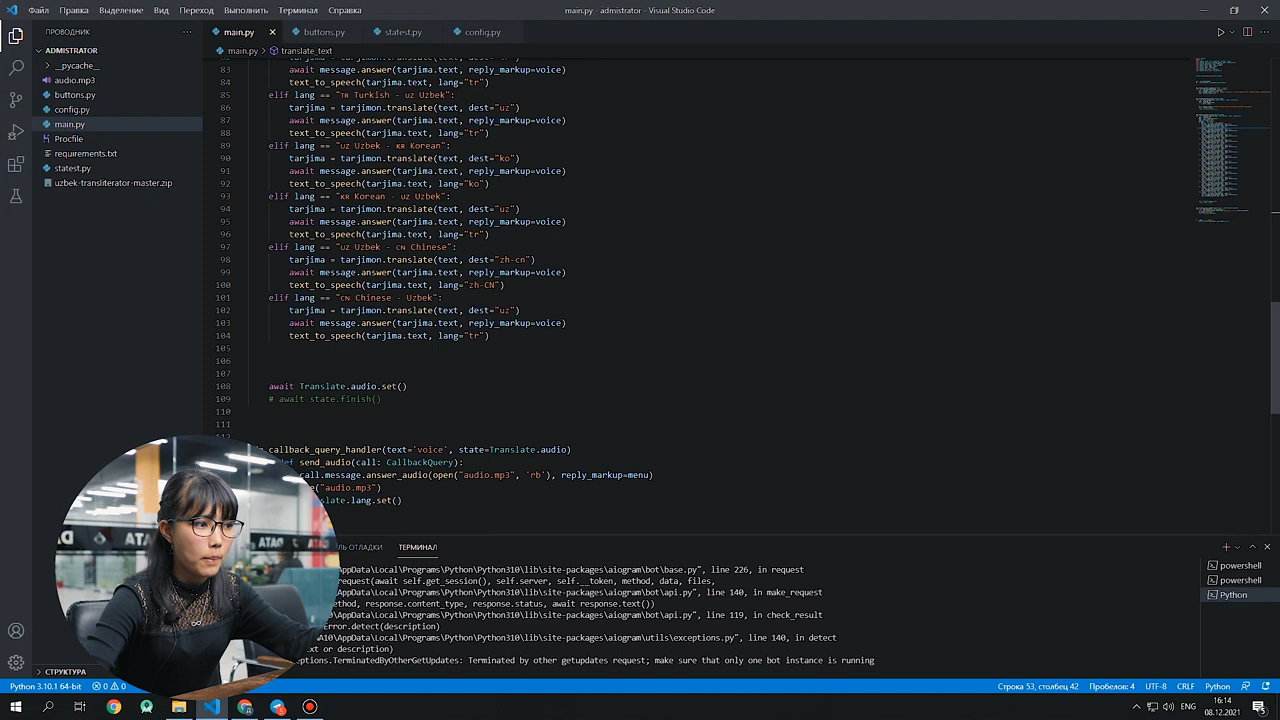 Файл Правка Выделение Вид Переход Выполнить Терминал Справка
main.py - admistrator - Visual Studio Code
ПРОВОДНИК
main.py
buttons.py
statest.py
config.py
ADMISTRATOR
main.py > translate_text
__pycache__
audio.mp3
buttons.py
config.py
main.py
Procfile
requirements.txt
statest.py
uzbek-transliterator-master.zip
83 await message.answer(tarjima.text, reply_markup=voice)
84 text_to_speech(tarjima.text, lang="tr")
85 elif lang == "🇹🇷 Turkish - 🇺🇿 Uzbek":
86 tarjima = tarjimon.translate(text, dest="uz")
87 await message.answer(tarjima.text, reply_markup=voice)
88 text_to_speech(tarjima.text, lang="tr")
89 elif lang == "🇺🇿 Uzbek - 🇰🇷 Korean":
90 tarjima = tarjimon.translate(text, dest="ko")
91 await message.answer(tarjima.text, reply_markup=voice)
92 text_to_speech(tarjima.text, lang="ko")
93 elif lang == "🇰🇷 Korean - 🇺🇿 Uzbek":
94 tarjima = tarjimon.translate(text, dest="uz")
95 await message.answer(tarjima.text, reply_markup=voice)
96 text_to_speech(tarjima.text, lang="tr")
97 elif lang == "🇺🇿 Uzbek - 🇨🇳 Chinese":
98 tarjima = tarjimon.translate(text, dest="zh-cn")
99 await message.answer(tarjima.text, reply_markup=voice)
100 text_to_speech(tarjima.text, lang="zh-CN")
101 elif lang == "🇨🇳 Chinese - Uzbek":
102 tarjima = tarjimon.translate(text, dest="uz")
103 await message.answer(tarjima.text, reply_markup=voice)
104 text_to_speech(tarjima.text, lang="tr")
105
106
107
108 await Translate.audio.set()
109 # await state.finish()
110
111
callback_query_handler(text='voice', state=Translate.audio)
send_audio(call: CallbackQuery):
call.message.answer_audio(open("audio.mp3", 'rb'), reply_markup=menu)
("audio.mp3")
.lang.set()
ОТЛАДКИ ТЕРМИНАЛ
AppData\Local\Programs\Python\Python310\lib\site-packages\aiogram\bot\base.py", line 226, in request
request(await self.get_session(), self.server, self.__token, method, data, files,
\AppData\Local\Programs\Python\Python310\lib\site-packages\aiogram\bot\api.py", line 140, in make_request
response.content_type, response.status, await response.text())
\AppData\Local\Programs\Python\Python310\lib\site-packages\aiogram\bot\api.py", line 119, in check_result
Error.detect(description)
A10\AppData\Local\Programs\Python\Python310\lib\site-packages\aiogram\utils\exceptions.py", line 140, in detect
or description)
TerminatedByOtherGetUpdates: Terminated by other getupdates request; make sure that only one bot instance is running
powershell
powershell
Python
DATA
DATA
СТРУКТУРА
Python 3.10.1 64-bit 0 0
Строка 53, столбец 42 Пробелов: 4 UTF-8 CRLF Python
ENG
16:14
08.12.2021